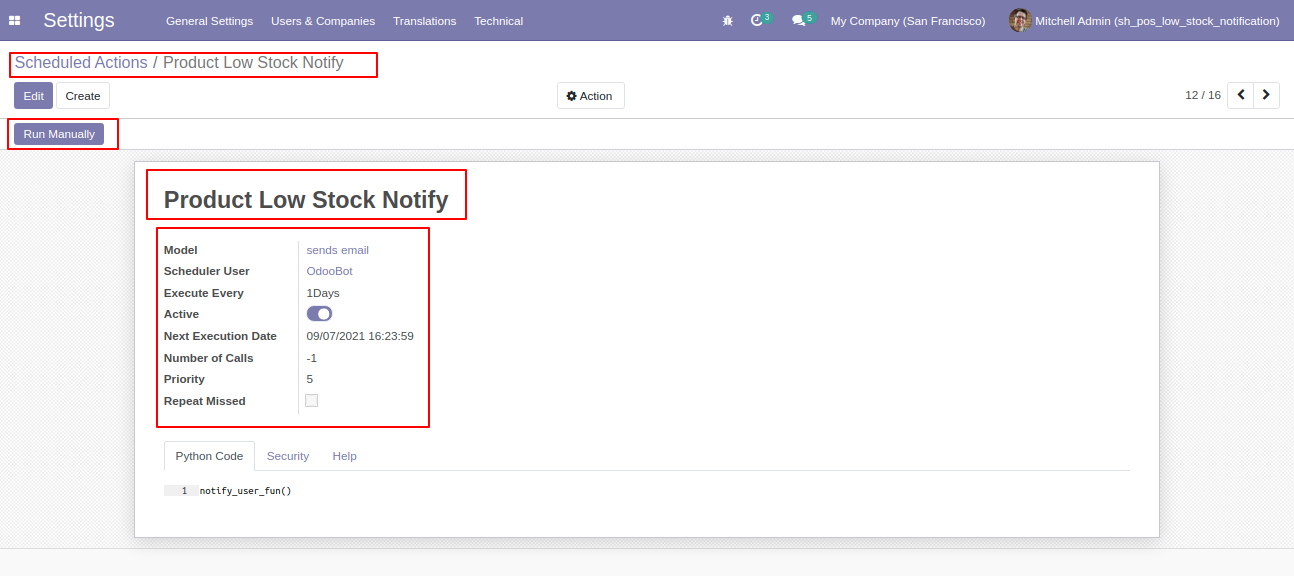 Settings General Settings Users & Companies Translations Technical 3 5 My Company (San Francisco) Mitchell Admin (sh_pos_low_stock_notification)
Scheduled Actions / Product Low Stock Notify
Edit Create Action 12 / 16
Run Manually
Product Low Stock Notify
Model sends email
Scheduler User OdooBot
Execute Every 1Days
Active
Next Execution Date 09/07/2021 16:23:59
Number of Calls -1
Priority 5
Repeat Missed
Python Code Security Help
1 notify_user_fun()